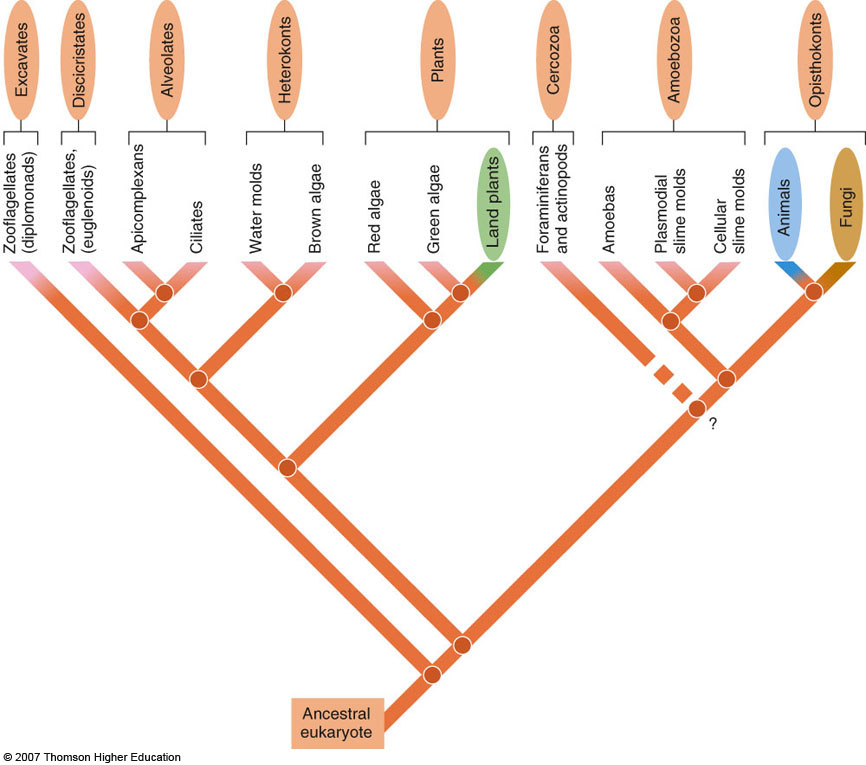 Excavates
Discicristates
Alveolates
Heterokonts
Plants
Cercozoa
Amoebozoa
Opisthokonts
Zooflagellates
(diplomonads)
Zooflagellates,
(euglenoids)
Apicomplexans
Ciliates
Water molds
Brown algae
Red algae
Green algae
Land plants
Foraminiferans
and actinopods
Amoebas
Plasmodial
slime molds
Cellular
slime molds
Animals
Fungi
?
Ancestral
eukaryote
© 2007 Thomson Higher Education